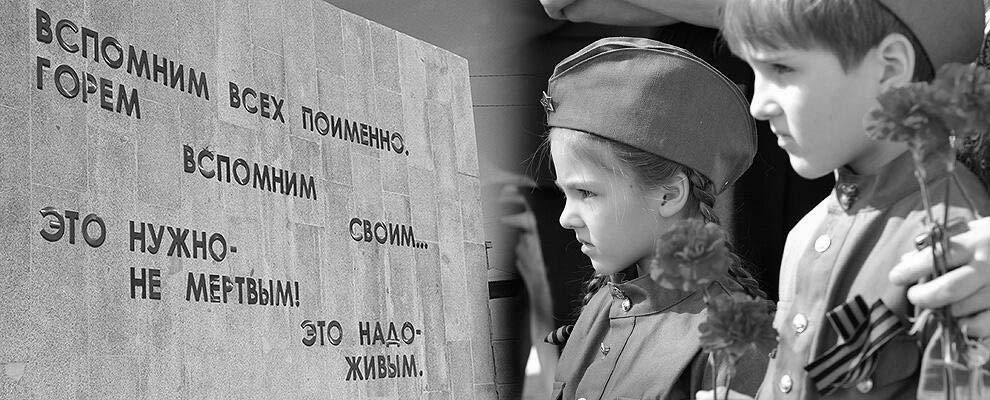 ВСПОМНИМ ВСЕХ ПОИМЕННО.
ГОРЕМ
ВСПОМНИМ
СВОИМ...
ЭТО НУЖНО-
НЕ МЕРТВЫМ!
ЭТО НАДО-
ЖИВЫМ.